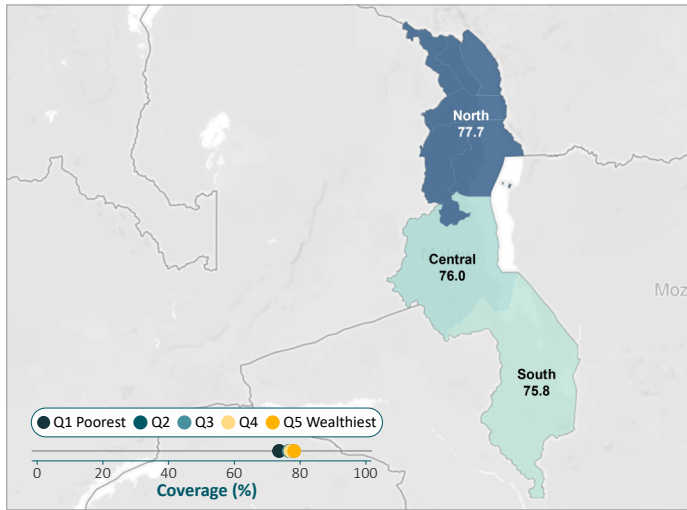 North
77.7
Central
76.0
Moz
South
75.8
Q1 Poorest Q2 Q3 Q4 Q5 Wealthiest
0 20 40 60 80 100
Coverage (%)